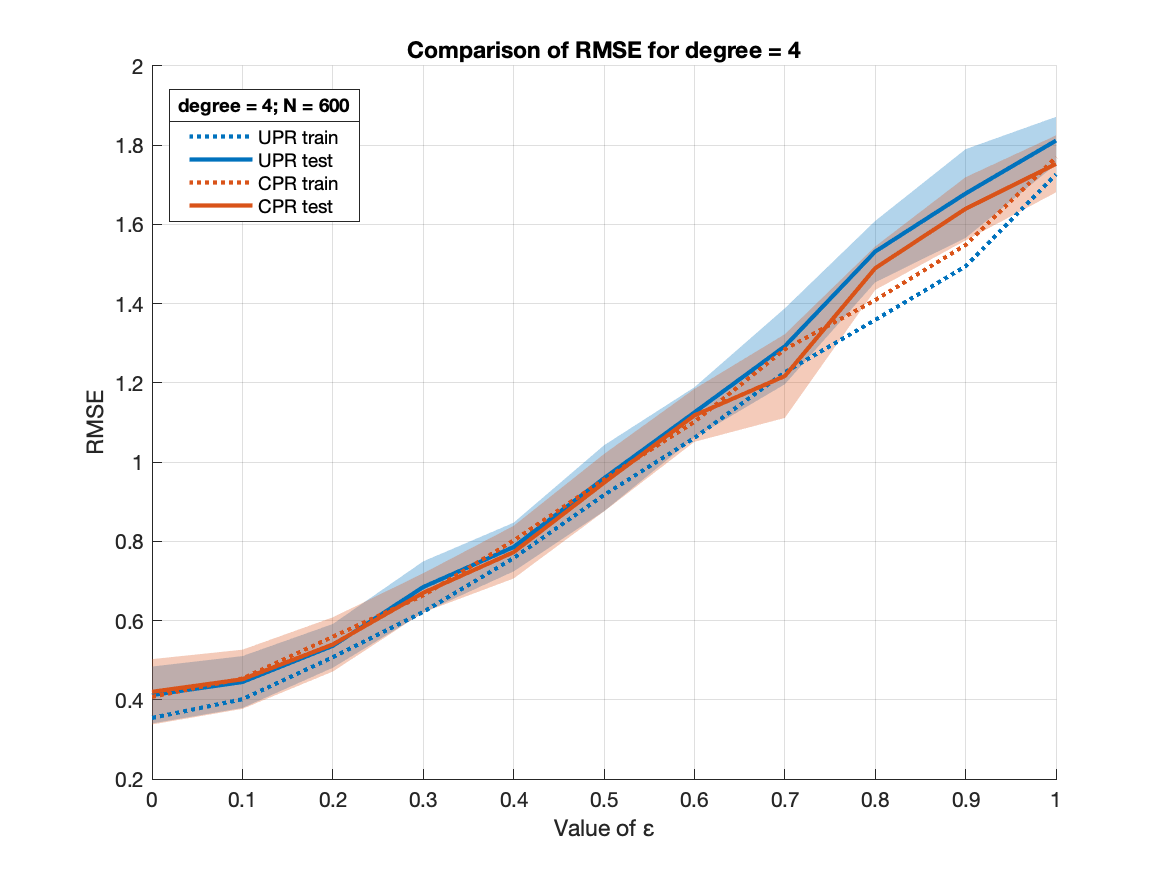 Comparison of RMSE for degree = 4
2
1.8
1.6
1.4
1.2
1
0.8
0.6
0.4
0.2
RMSE
degree = 4; N = 600
UPR train
UPR test
CPR train
CPR test
0 0.1 0.2 0.3 0.4 0.5 0.6 0.7 0.8 0.9 1
Value of ε